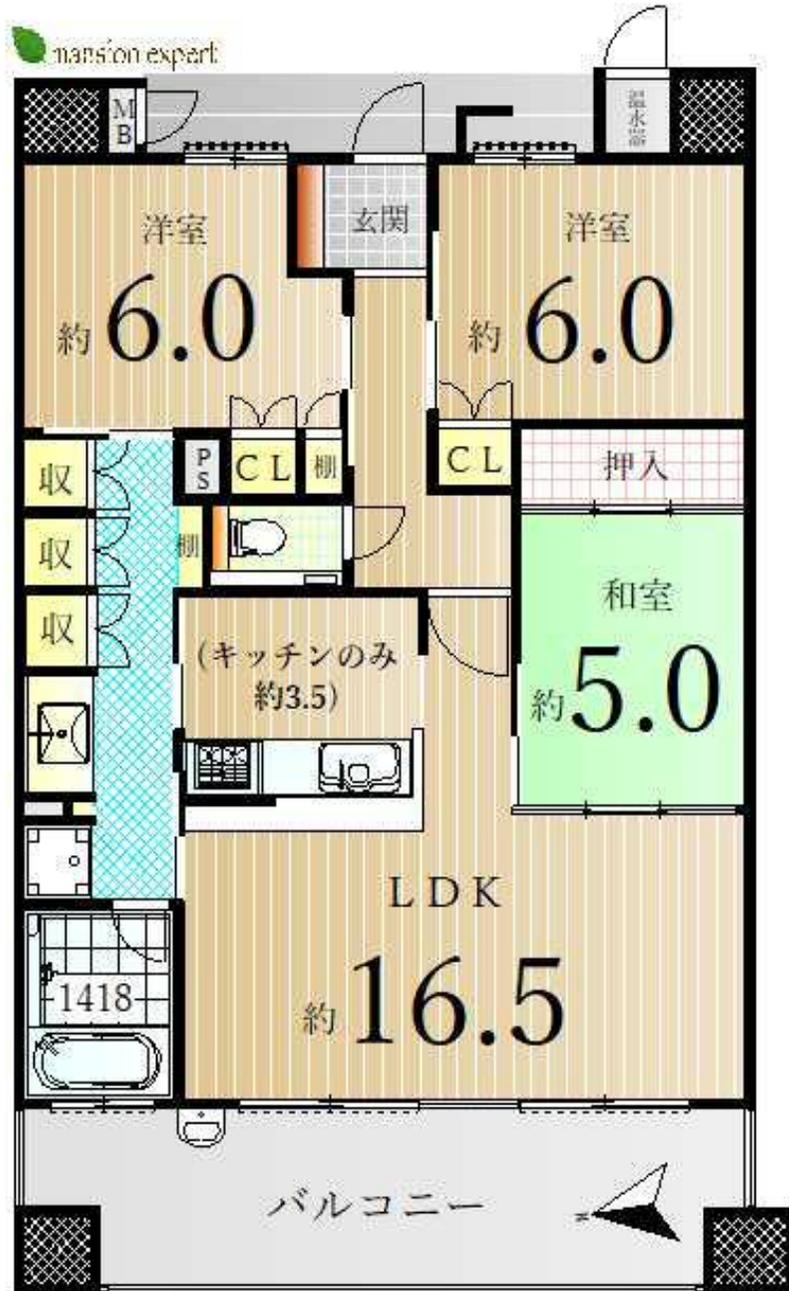 mansion expert
MB
温水器
洋室
約6.0
玄関
洋室
約6.0
収
PS
CL
棚
CL
押入
収
棚
収
和室
約5.0
(キッチンのみ
約3.5)
LDK
約16.5
1418
バルコニー
N